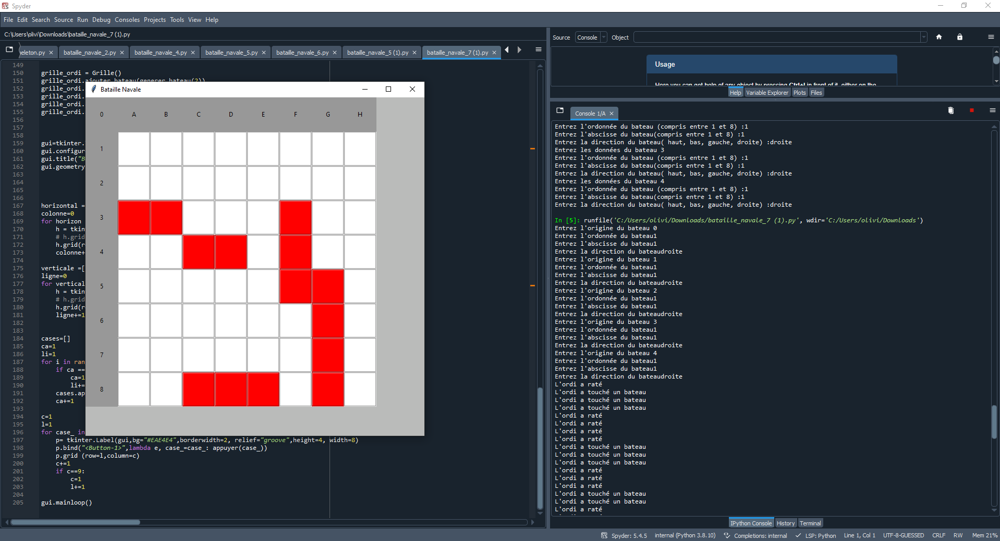 Spyder
File Edit Search Source Run Debug Consoles Projects Tools View Help
C:\Users\olivi\Downloads\bataille_navale_7 (1).py
eleton.py
bataille_navale_2.py
bataille_navale_4.py
bataille_navale_5.py
bataille_navale_6.py
bataille_navale_5 (1).py
bataille_navale_7 (1).py
149
150 grille_ordi = Grille()
151 grille_ordi.ajouter_bateau(generer_bateau(2))
152 grille_ordi.
153 grille_ordi.
154 grille_ordi.
155 grille_ordi.
156
157
158
159 gui=tkinter.
160 gui.configur
161 gui.title("B
162 gui.geometry
163
164
165
166
167 horizontal =
168 colonne=0
169 for horizon
170 h = tkin
171 # h.grid
172 h.grid(r
173 colonne+
174
175 verticale =[
176 ligne=0
177 for vertical
178 h = tkin
179 # h.grid
180 h.grid(r
181 ligne+=1
182
183
184 cases=[]
185 ca=1
186 li=1
187 for i in ran
188 if ca ==
189 ca=1
190 li+=
191 cases.ap
192 ca+=1
193
194 c=1
195 l=1
196 for case_ in
197 p= tkinter.Label(gui,bg="#EAE4E4",borderwidth=2, relief="groove",height=4, width=8)
198 p.bind("<Button-1>",lambda e, case_=case_: appuyer(case_))
199 p.grid (row=l,column=c)
200 c+=1
201 if c==9:
202 c=1
203 l+=1
204
205 gui.mainloop()
Bataille Navale
0 A B C D E F G H
1
2
3
4
5
6
7
8
Source Console Object
Usage
Here you can get help of any object by pressing Ctrl+I in front of it, either on the
Help Variable Explorer Plots Files
Console 1/A
Entrez l'ordonnée du bateau (compris entre 1 et 8) :1
Entrez l'abscisse du bateau(compris entre 1 et 8) :1
Entrez la direction du bateau( haut, bas, gauche, droite) :droite
Entrez les données du bateau 3
Entrez l'ordonnée du bateau (compris entre 1 et 8) :1
Entrez l'abscisse du bateau(compris entre 1 et 8) :1
Entrez la direction du bateau( haut, bas, gauche, droite) :droite
Entrez les données du bateau 4
Entrez l'ordonnée du bateau (compris entre 1 et 8) :1
Entrez l'abscisse du bateau(compris entre 1 et 8) :1
Entrez la direction du bateau( haut, bas, gauche, droite) :droite
In [5]: runfile('C:/Users/olivi/Downloads/bataille_navale_7 (1).py', wdir='C:/Users/olivi/Downloads')
Entrez l'origine du bateau 0
Entrez l'ordonnée du bateau1
Entrez l'abscisse du bateau1
Entrez la direction du bateaudroite
Entrez l'origine du bateau 1
Entrez l'ordonnée du bateau1
Entrez l'abscisse du bateau1
Entrez la direction du bateaudroite
Entrez l'origine du bateau 2
Entrez l'ordonnée du bateau1
Entrez l'abscisse du bateau1
Entrez la direction du bateaudroite
Entrez l'origine du bateau 3
Entrez l'ordonnée du bateau1
Entrez l'abscisse du bateau1
Entrez la direction du bateaudroite
Entrez l'origine du bateau 4
Entrez l'ordonnée du bateau1
Entrez l'abscisse du bateau1
Entrez la direction du bateaudroite
L'ordi a raté
L'ordi a touché un bateau
L'ordi a touché un bateau
L'ordi a touché un bateau
L'ordi a raté
L'ordi a raté
L'ordi a raté
L'ordi a raté
L'ordi a touché un bateau
L'ordi a touché un bateau
L'ordi a touché un bateau
L'ordi a raté
L'ordi a raté
L'ordi a raté
L'ordi a touché un bateau
L'ordi a touché un bateau
L'ordi a raté
IPython Console History Terminal
Spyder: 5.4.5 internal (Python 3.8.10) Completions: internal LSP: Python Line 1, Col 1 UTF-8-GUESSED CRLF RW Mem 21%